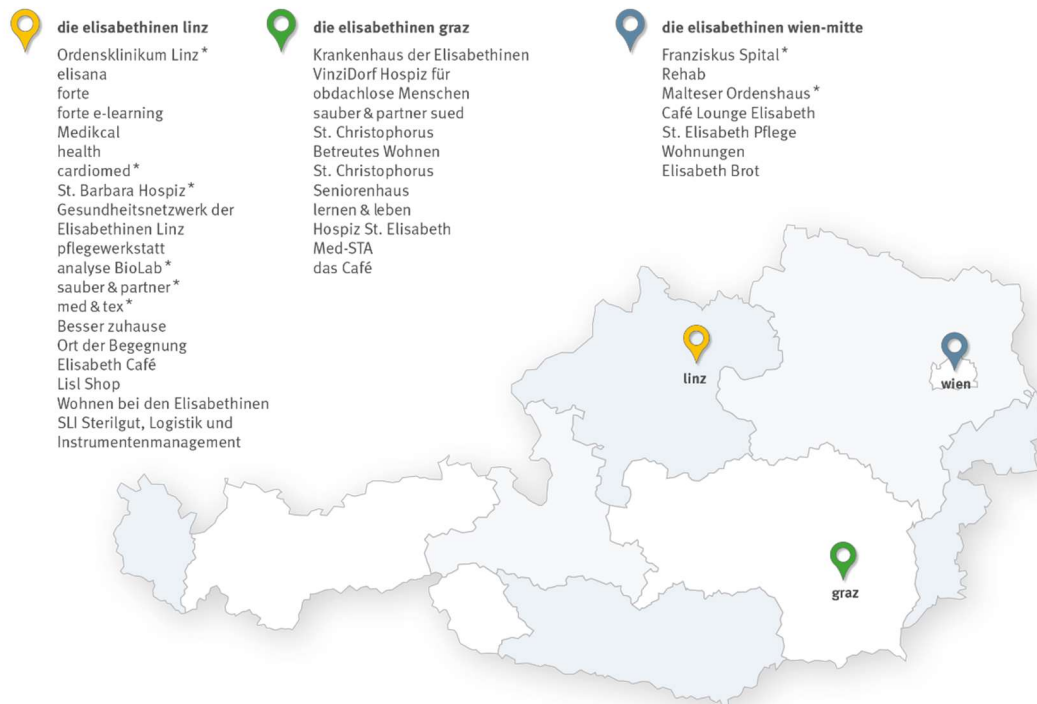 die elisabethinen linz
Ordensklinikum Linz*
elisana
forte
forte e-learning
Medikcal
health
cardiomed*
St. Barbara Hospiz*
Gesundheitsnetzwerk der
Elisabethinen Linz
pflegewerkstatt
analyse BioLab*
sauber & partner*
med & tex*
Besser zuhause
Ort der Begegnung
Elisabeth Café
Lisl Shop
Wohnen bei den Elisabethinen
SLI Sterilgut, Logistik und
Instrumentenmanagement
die elisabethinen graz
Krankenhaus der Elisabethinen
VinziDorf Hospiz für
obdachlose Menschen
sauber & partner sued
St. Christophorus
Betreutes Wohnen
St. Christophorus
Seniorenhaus
lernen & leben
Hospiz St. Elisabeth
Med-STA
das Café
die elisabethinen wien-mitte
Franziskus Spital*
Rehab
Malteser Ordenshaus*
Café Lounge Elisabeth
St. Elisabeth Pflege
Wohnungen
Elisabeth Brot
linz
wien
graz